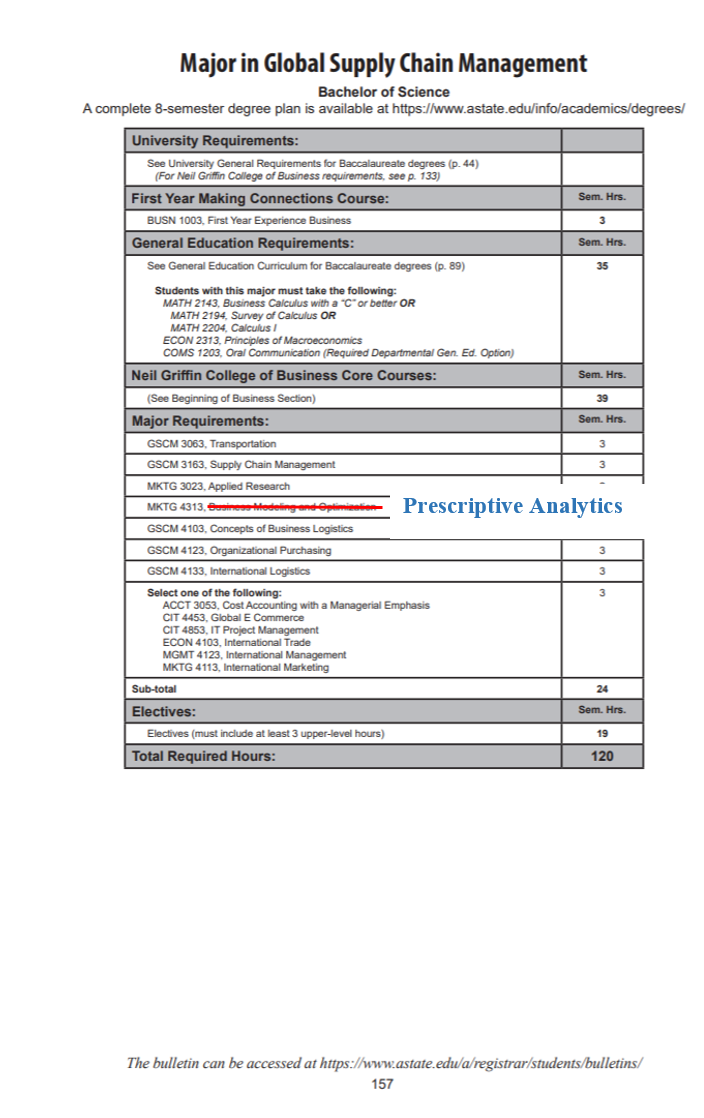 Major in Global Supply Chain Management
Bachelor of Science
A complete 8-semester degree plan is available at https://www.astate.edu/info/academics/degrees/
University Requirements:
See University General Requirements for Baccalaureate degrees (p. 44)
(For Neil Griffin College of Business requirements, see p. 133)
First Year Making Connections Course: Sem. Hrs.
BUSN 1003, First Year Experience Business 3
General Education Requirements: Sem. Hrs.
See General Education Curriculum for Baccalaureate degrees (p. 89) 35
Students with this major must take the following:
MATH 2143, Business Calculus with a “C” or better OR
MATH 2194, Survey of Calculus OR
MATH 2204, Calculus I
ECON 2313, Principles of Macroeconomics
COMS 1203, Oral Communication (Required Departmental Gen. Ed. Option)
Neil Griffin College of Business Core Courses: Sem. Hrs.
(See Beginning of Business Section) 39
Major Requirements: Sem. Hrs.
GSCM 3063, Transportation 3
GSCM 3163, Supply Chain Management 3
MKTG 3023, Applied Research
MKTG 4313, Business Modeling and Optimization Prescriptive Analytics
GSCM 4103, Concepts of Business Logistics
GSCM 4123, Organizational Purchasing 3
GSCM 4133, International Logistics 3
Select one of the following: 3
ACCT 3053, Cost Accounting with a Managerial Emphasis
CIT 4453, Global E Commerce
CIT 4853, IT Project Management
ECON 4103, International Trade
MGMT 4123, International Management
MKTG 4113, International Marketing
Sub-total 24
Electives: Sem. Hrs.
Electives (must include at least 3 upper-level hours) 19
Total Required Hours: 120
The bulletin can be accessed at https://www.astate.edu/a/registrar/students/bulletins/
157